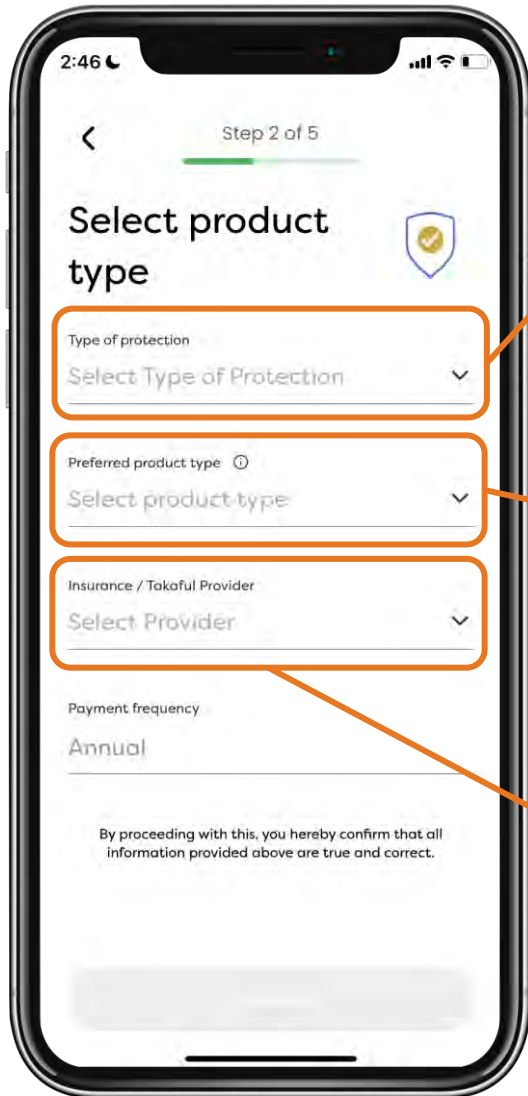 2:46
Step 2 of 5
Select product
type
Type of protection
Select Type of Protection
Preferred product type
Select product type
Insurance / Takaful Provider
Select Provider
Payment frequency
Annual
By proceeding with this, you hereby confirm that all
information provided above are true and correct.